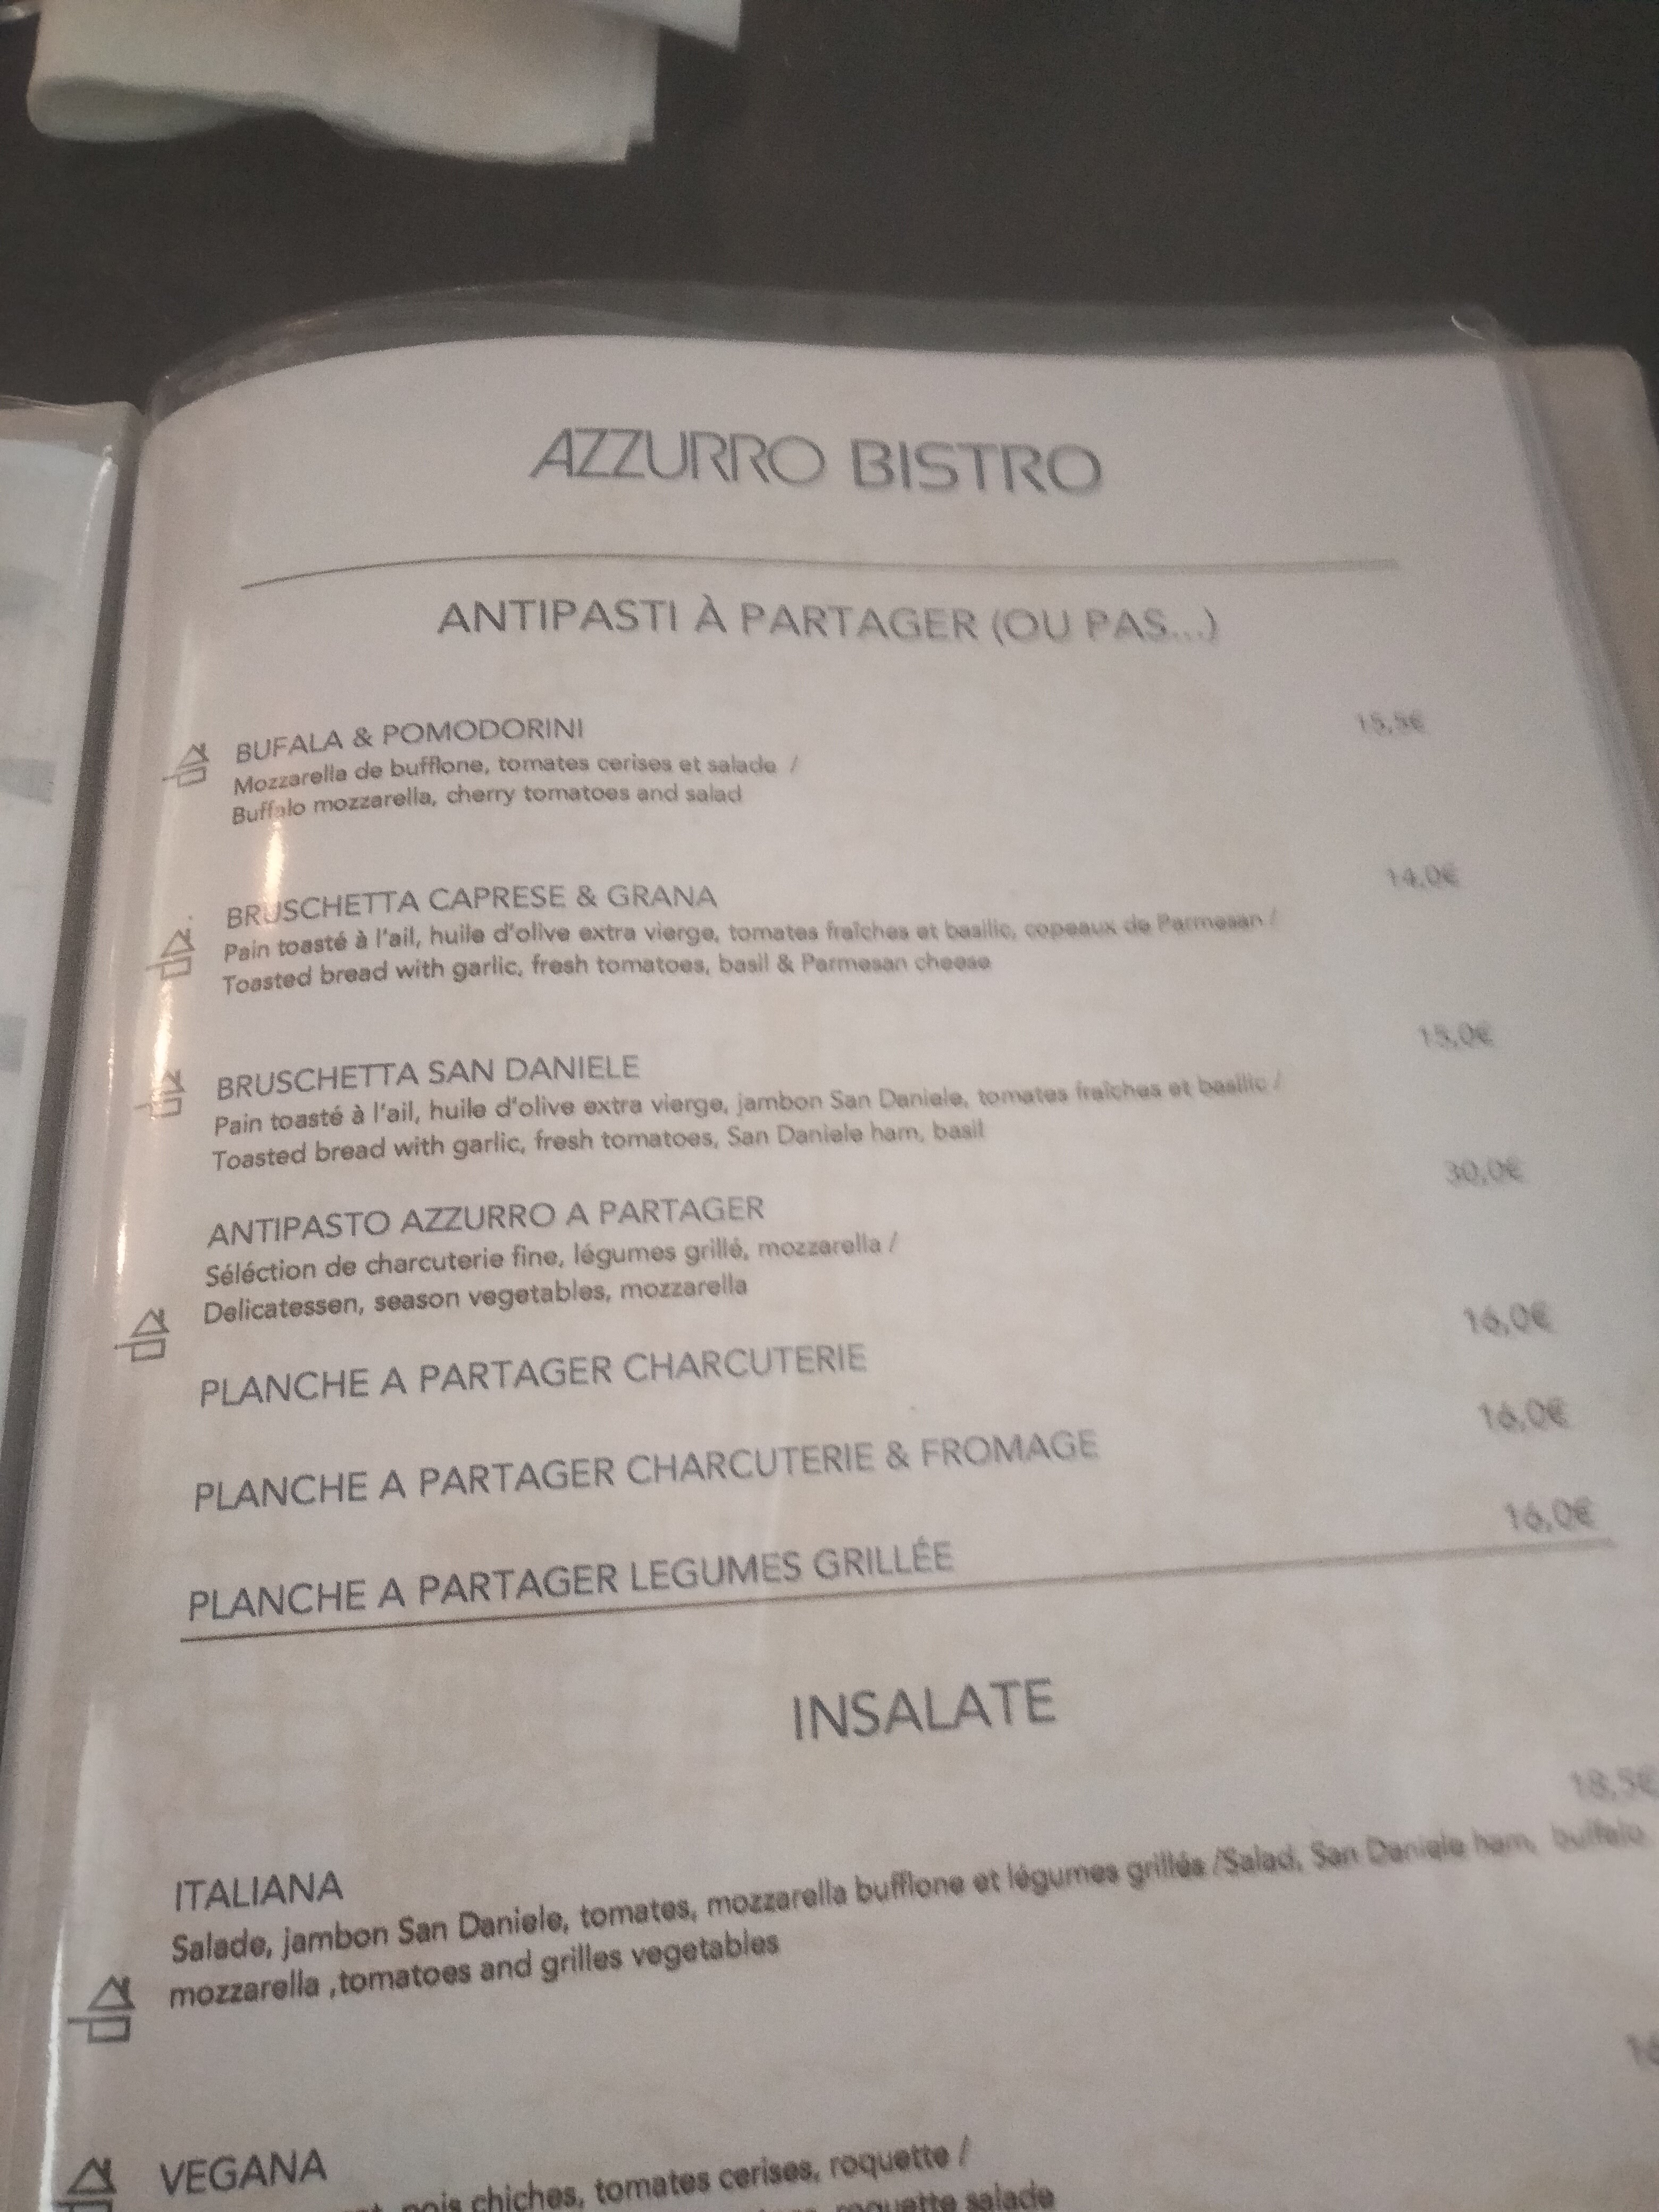 AZZURRO BISTRO
ANTIPASTI À PARTAGER (OU PAS...)
BUFALA & POMODORINI 15,5€
Mozzarella de bufflone, tomates cerises et salade /
Buffalo mozzarella, cherry tomatoes and salad
BRUSCHETTA CAPRESE & GRANA 14,0€
Pain toasté à l'ail, huile d'olive extra vierge, tomates fraîches et basilic, copeaux de Parmesan /
Toasted bread with garlic, fresh tomatoes, basil & Parmesan cheese
BRUSCHETTA SAN DANIELE 15,0€
Pain toasté à l'ail, huile d'olive extra vierge, jambon San Daniele, tomates fraîches et basilic /
Toasted bread with garlic, fresh tomatoes, San Daniele ham, basil
ANTIPASTO AZZURRO A PARTAGER 30,0€
Séléction de charcuterie fine, légumes grillé, mozzarella /
Delicatessen, season vegetables, mozzarella
PLANCHE A PARTAGER CHARCUTERIE 16,0€
PLANCHE A PARTAGER CHARCUTERIE & FROMAGE 16,0€
PLANCHE A PARTAGER LEGUMES GRILLÉE 16,0€
INSALATE
ITALIANA 18,5€
Salade, jambon San Daniele, tomates, mozzarella bufflone et légumes grillés /Salad, San Daniele ham, buffalo
mozzarella ,tomatoes and grilles vegetables
VEGANA
pois chiches, tomates cerises, roquette /
roquette salade